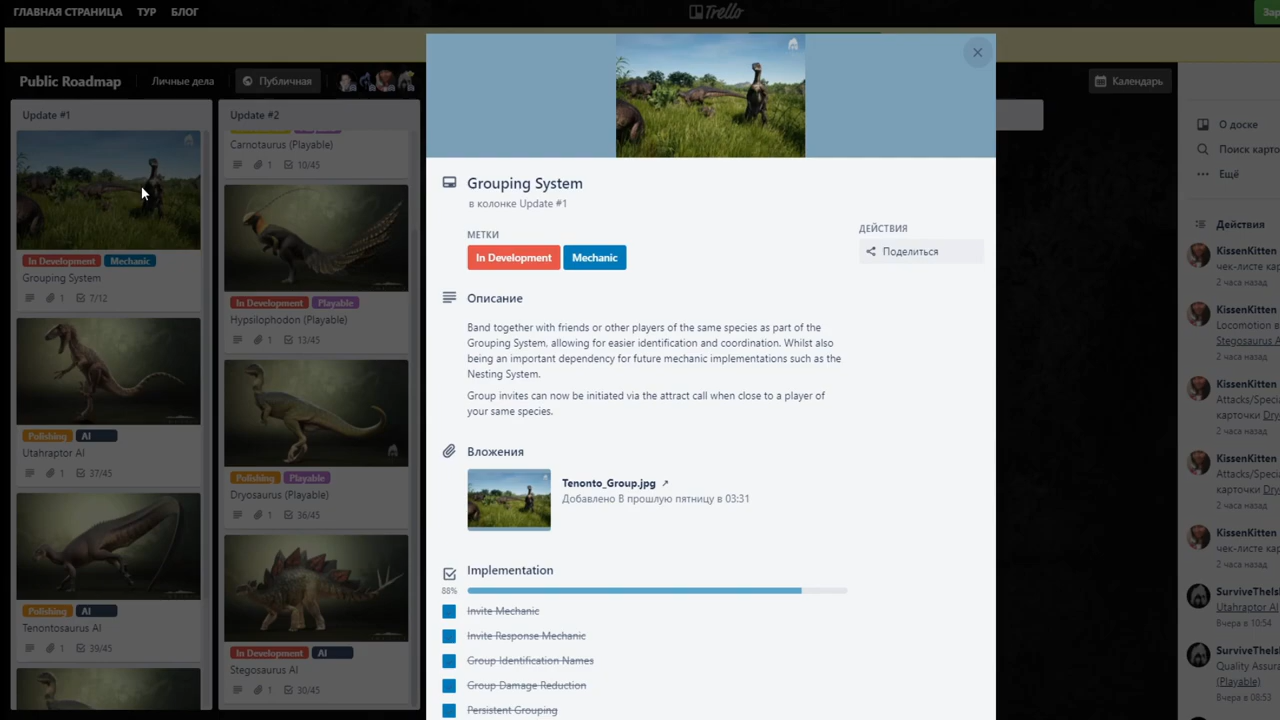 ГЛАВНАЯ СТРАНИЦА
ТУР
БЛОГ
Trello
Public Roadmap
Личные дела
Публичная
Календарь
Update #1
In Development
Mechanic
Grouping System
1
7/12
Polishing
AI
Utahraptor AI
1
37/45
Polishing
AI
Tenontosaurus AI
1
39/45
Update #2
Carnotaurus (Playable)
1
10/45
In Development
Playable
Hypsilophodon (Playable)
1
13/45
Polishing
Playable
Dryosaurus (Playable)
1
36/45
In Development
AI
Stegosaurus AI
1
30/45
Grouping System
в колонке Update #1
МЕТКИ
In Development
Mechanic
ДЕЙСТВИЯ
Поделиться
Описание
Band together with friends or other players of the same species as part of the
Grouping System, allowing for easier identification and coordination. Whilst also
being an important dependency for future mechanic implementations such as the
Nesting System.
Group invites can now be initiated via the attract call when close to a player of
your same species.
Вложения
Tenonto_Group.jpg
Добавлено В прошлую пятницу в 03:31
Implementation
88%
Invite Mechanic
Invite Response Mechanic
Group Identification Names
Group Damage Reduction
Persistent Grouping
О доске
Поиск карто
Ещё
Действия
KissenKitten
чек-листе кар
2 часа назад
KissenKitten
Locomotion в
Stegosaurus A
2 часа назад
KissenKitten
Attacks/Specia
карточки Dry
2 часа назад
KissenKitten
Attacks/Specia
карточки Dry
2 часа назад
KissenKitten
чек-листе кар
2 часа назад
SurviveTheIs
Utahraptor AI
Вчера в 10:54
SurviveTheIs
Quality Assura
(Playable)
Вчера в 08:53